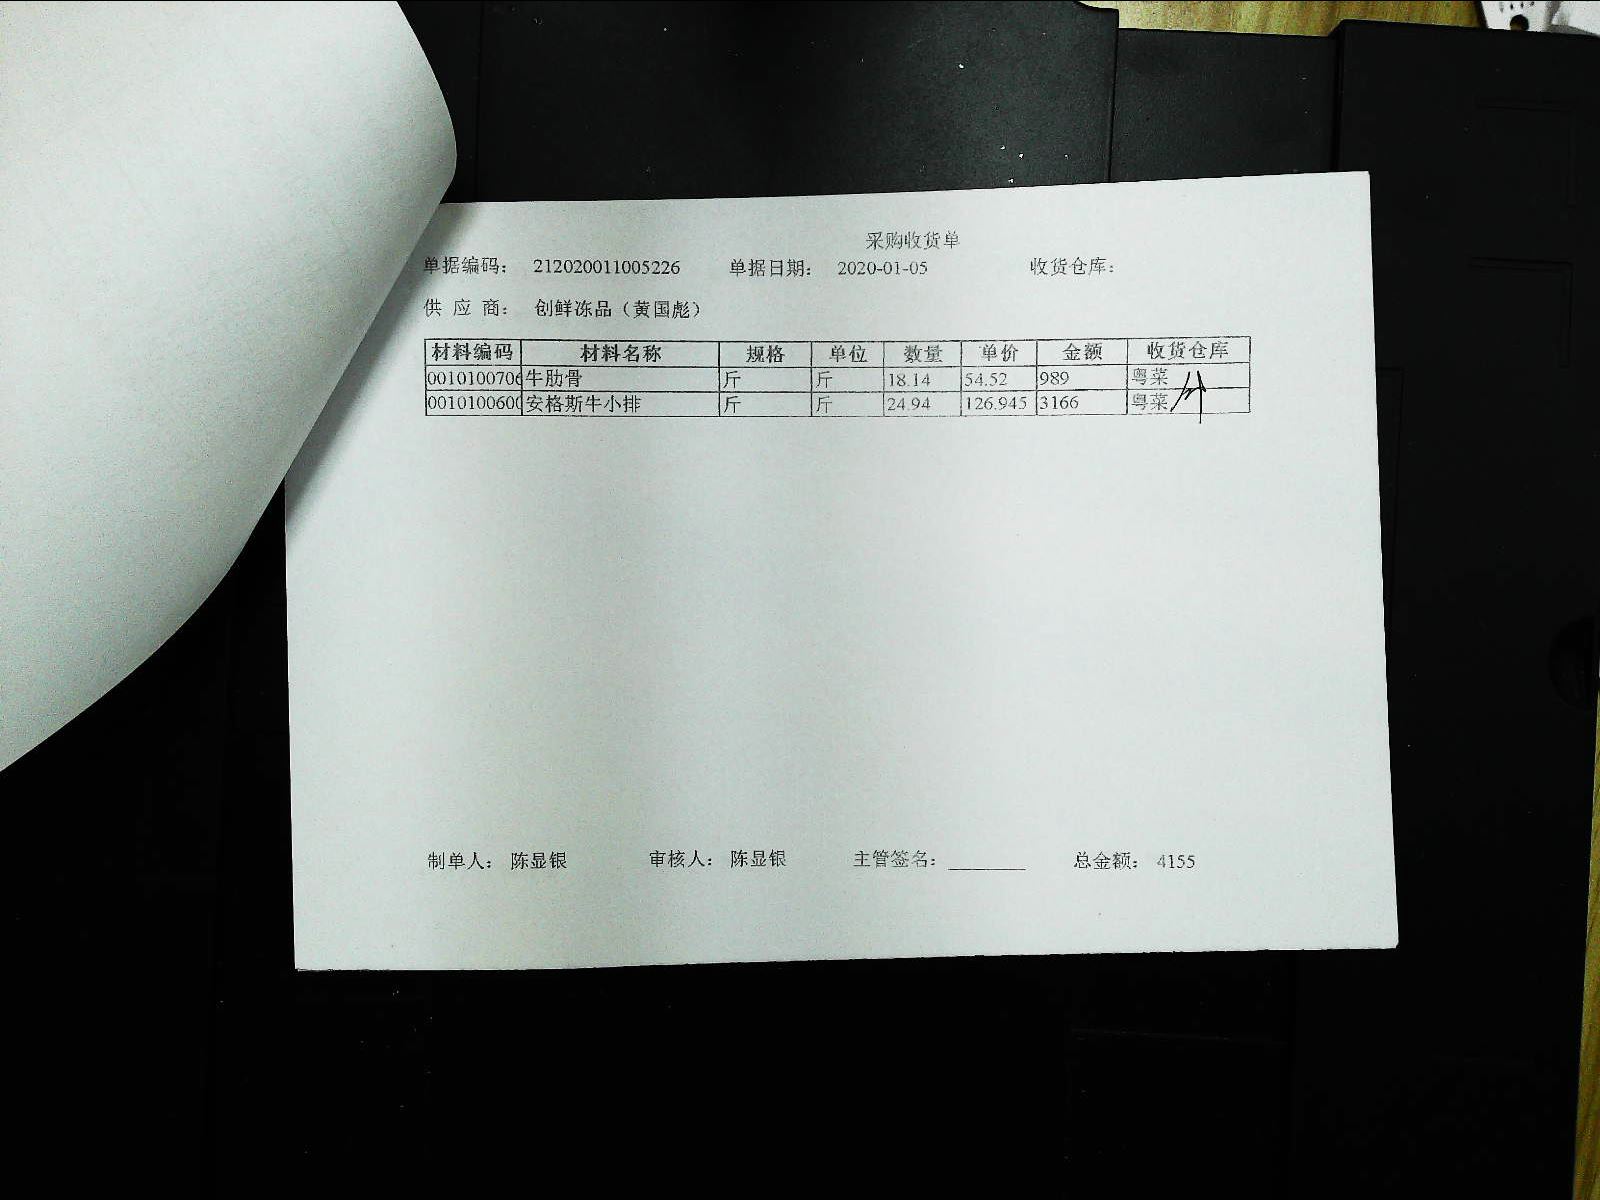 采购收货单
单据编码： 212020011005226 单据日期： 2020-01-05 收货仓库：
供 应 商： 创鲜冻品（黄国彪）
材料编码 材料名称 规格 单位 数量 单价 金额 收货仓库
0010100706 牛肋骨 斤 斤 18.14 54.52 989 粤菜
0010100600 安格斯牛小排 斤 斤 24.94 126.945 3166 粤菜
制单人： 陈显银 审核人： 陈显银 主管签名： ________ 总金额： 4155